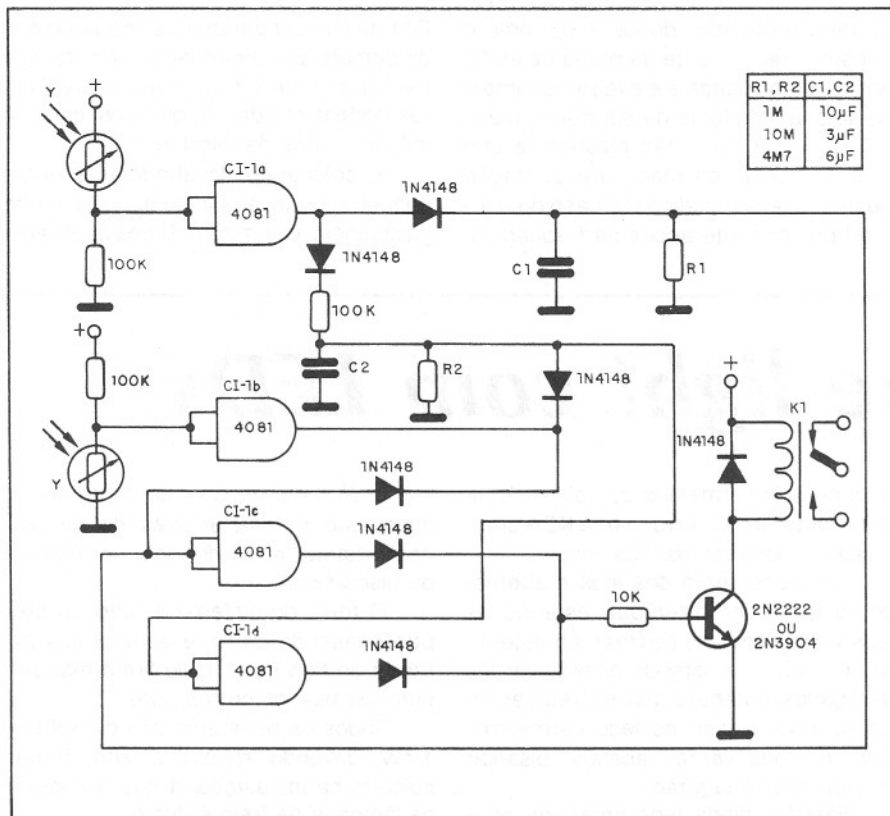 R1,R2 C1,C2
1M 10µF
10M 3µF
4M7 6µF
+
Y
CI-1a
4081
1N4148
100K
1N4148
100K
C1
R1
+
100K
C2
R2
1N4148
CI-1b
4081
Y
1N4148
+
1N4148
K1
CI-1c
4081
1N4148
10K
2N2222
OU
2N3904
CI-1d
4081
1N4148